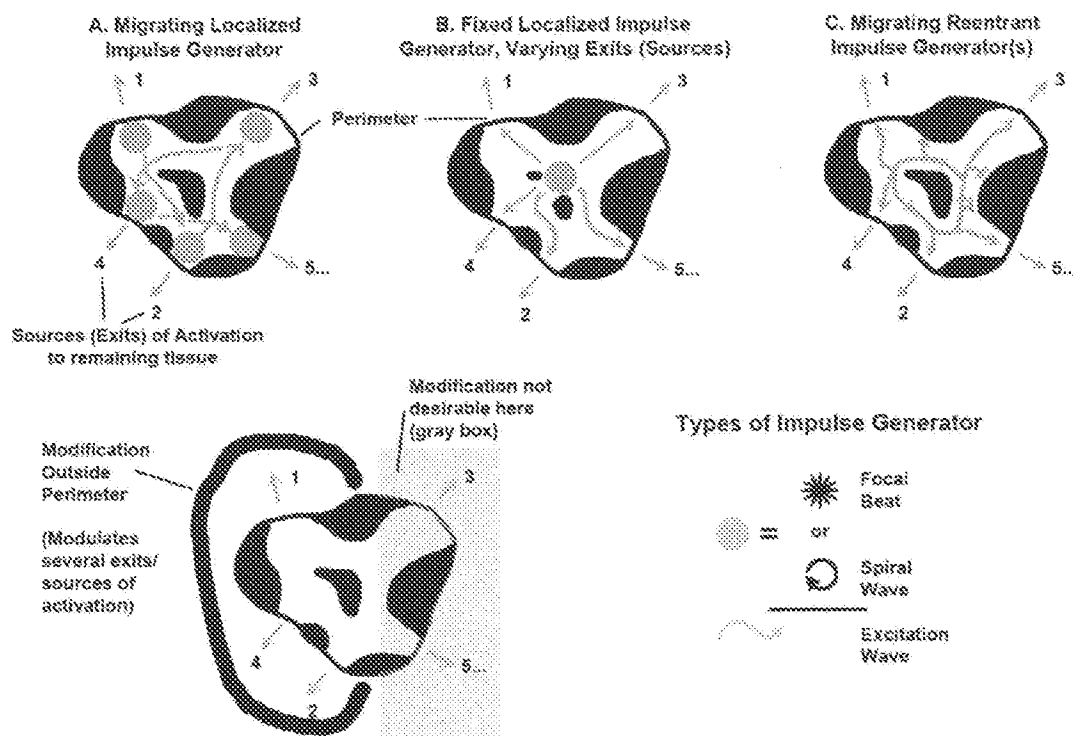 A. Migrating Localized
Impulse Generator
B. Fixed Localized Impulse
Generator, Varying Exits (Sources)
C. Migrating Reentrant
Impulse Generator(s)
1
3
1
3
1
3
Perimeter
4
5...
4
5...
4
5...
2
2
2
Sources (Exits) of Activation
to remaining tissue
Modification not
desirable here
(gray box)
Modification
Outside
Perimeter
(Modulates
several exits/
sources of
activation)
1
3
4
5...
2
Types of Impulse Generator
Focal
Beat
=
or
Spiral
Wave
Excitation
Wave